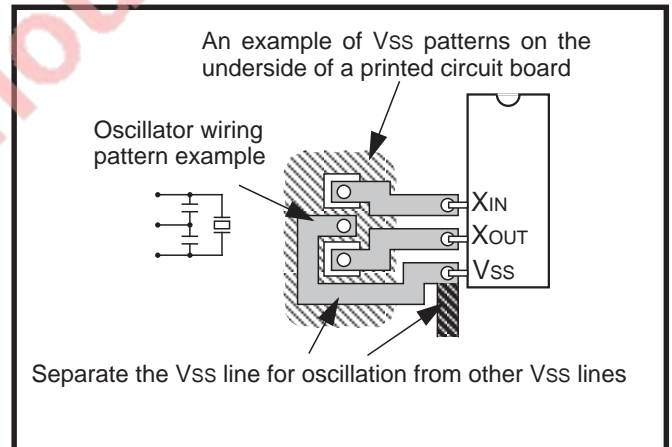 An example of VSS patterns on the
underside of a printed circuit board
Oscillator wiring
pattern example
XIN
XOUT
VSS
Separate the VSS line for oscillation from other VSS lines